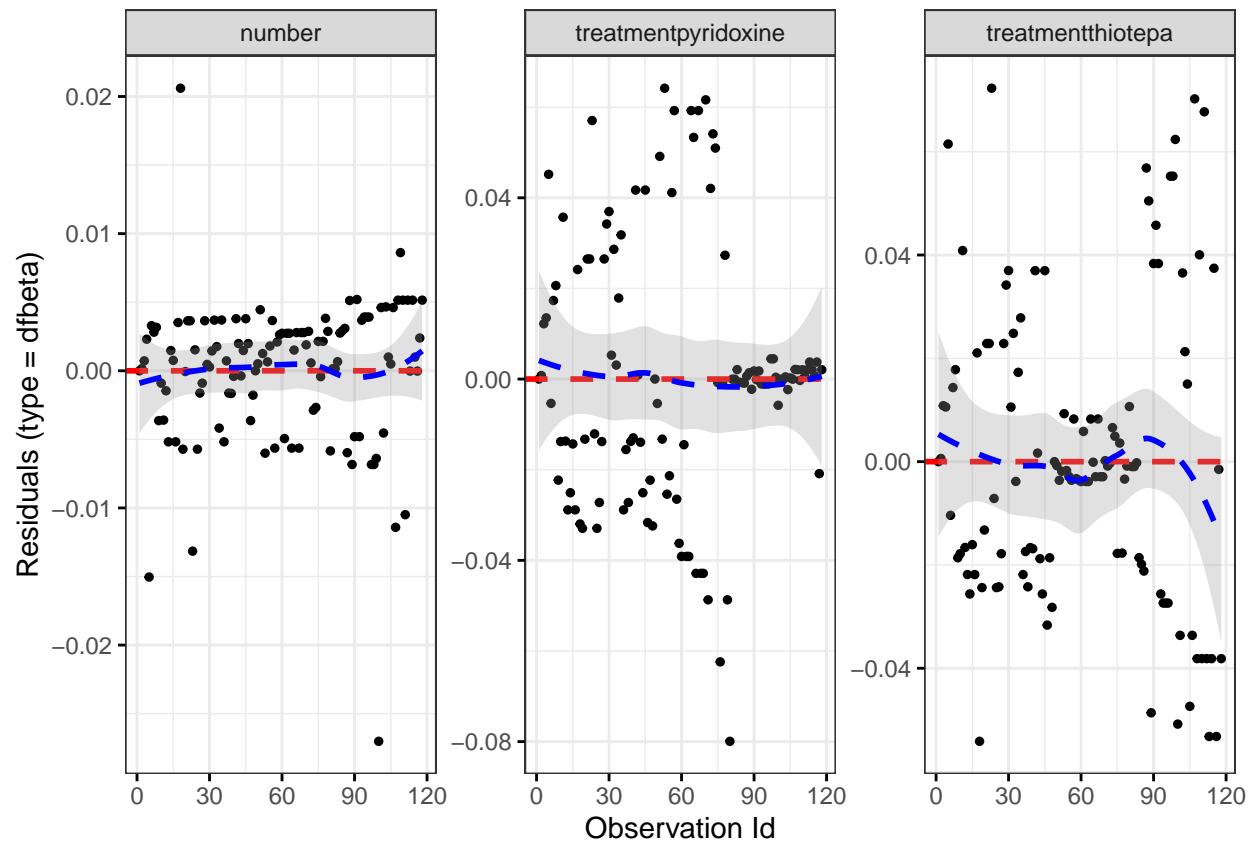 number
treatmentpyridoxine
treatmentthiotepa
Residuals (type = dfbeta)
0.02
0.01
0.00
−0.01
−0.02
0.04
0.00
−0.04
−0.08
0.04
0.00
−0.04
0 30 60 90 120
0 30 60 90 120
0 30 60 90 120
Observation Id